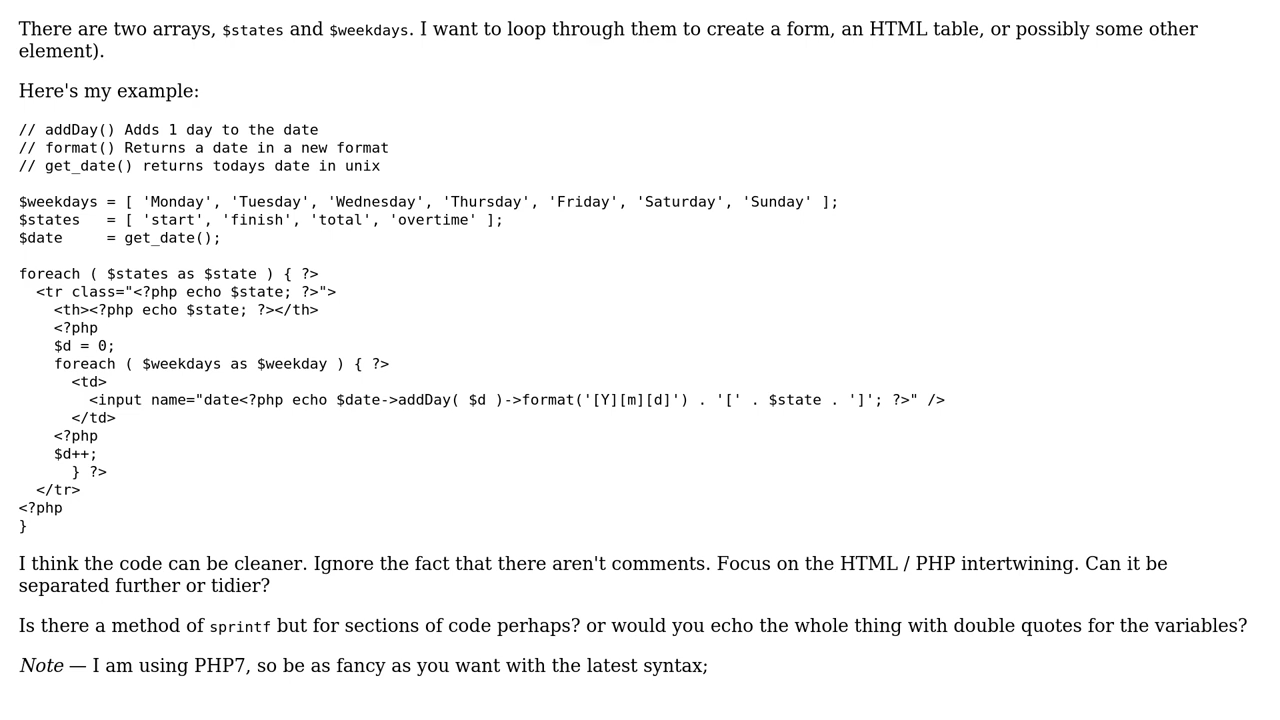 There are two arrays, $states and $weekdays. I want to loop through them to create a form, an HTML table, or possibly some other
element).
Here's my example:
// addDay() Adds 1 day to the date
// format() Returns a date in a new format
// get_date() returns todays date in unix
$weekdays = [ 'Monday', 'Tuesday', 'Wednesday', 'Thursday', 'Friday', 'Saturday', 'Sunday' ];
$states   = [ 'start', 'finish', 'total', 'overtime' ];
$date     = get_date();
foreach ( $states as $state ) { ?>
  <tr class="<?php echo $state; ?>">
    <th><?php echo $state; ?></th>
    <?php
    $d = 0;
    foreach ( $weekdays as $weekday ) { ?>
      <td>
        <input name="date<?php echo $date->addDay( $d )->format('[Y][m][d]') . '[' . $state . ']'; ?>" />
      </td>
    <?php
    $d++;
      } ?>
  </tr>
<?php
}
I think the code can be cleaner. Ignore the fact that there aren't comments. Focus on the HTML / PHP intertwining. Can it be
separated further or tidier?
Is there a method of sprintf but for sections of code perhaps? or would you echo the whole thing with double quotes for the variables?
Note — I am using PHP7, so be as fancy as you want with the latest syntax;